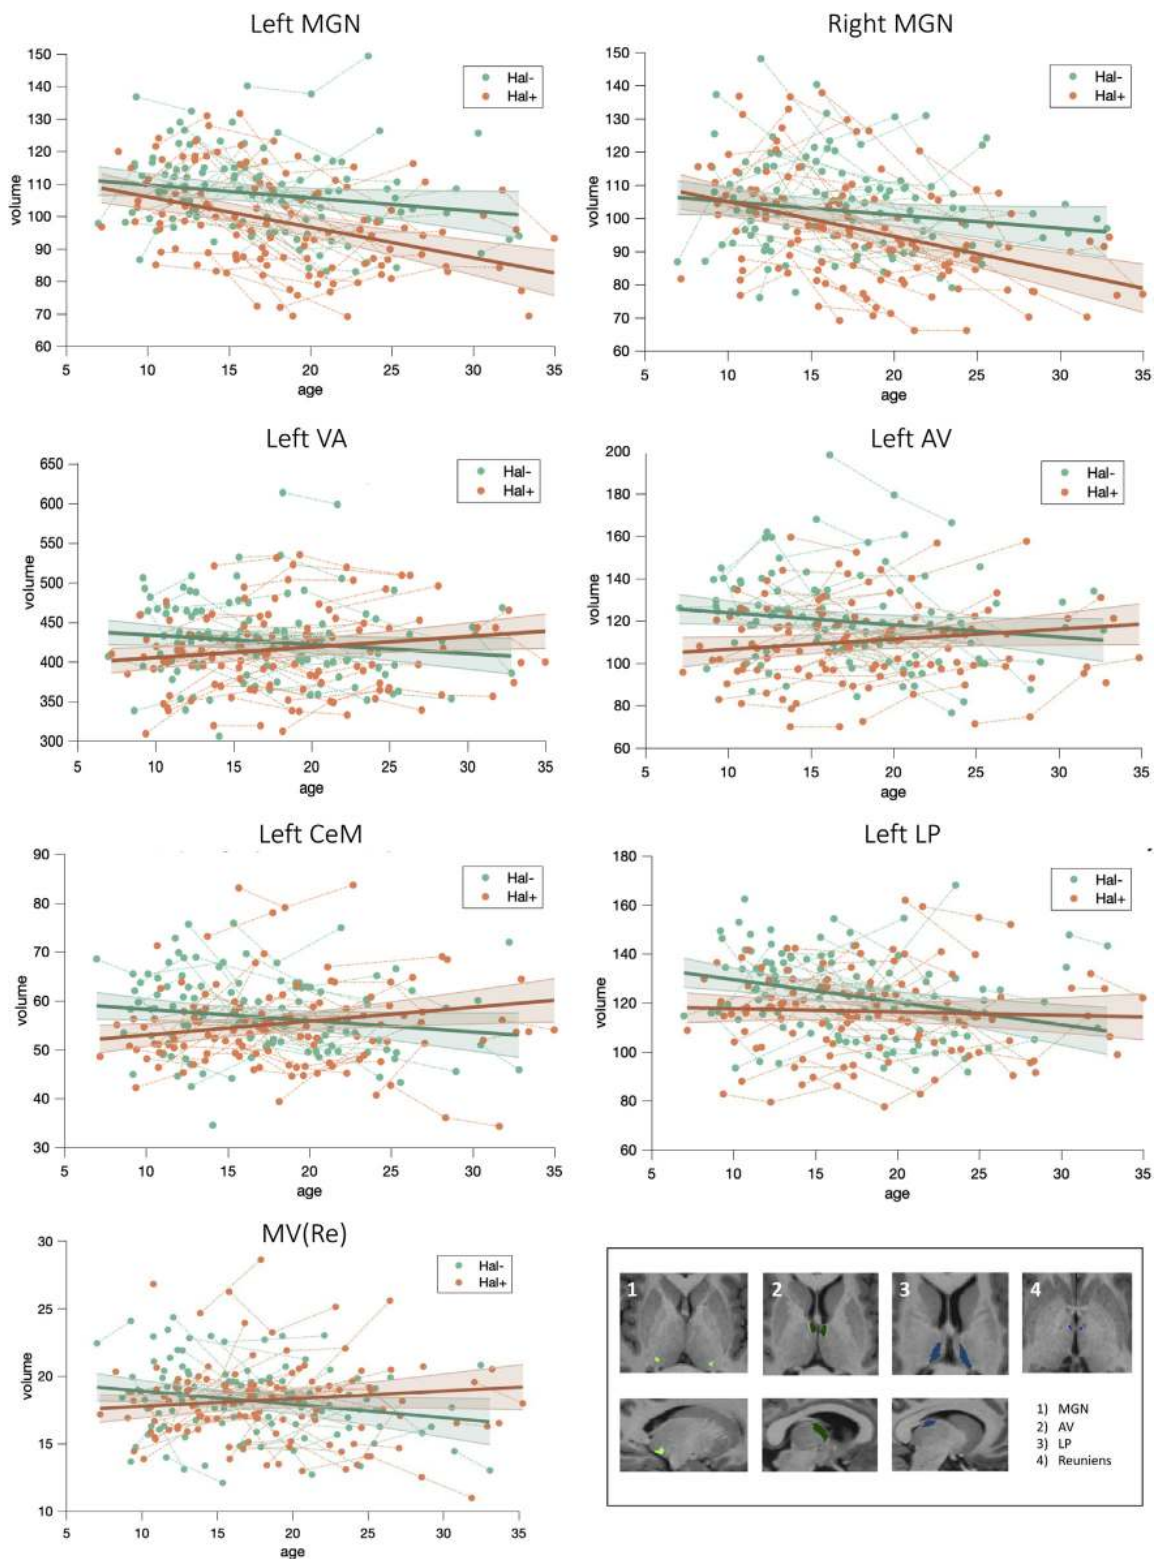 Left MGN
150
140
130
120
110
100
90
80
70
60
volume
5 10 15 20 25 30 35
age
Hal-
Hal+
Right MGN
150
140
130
120
110
100
90
80
70
60
volume
5 10 15 20 25 30 35
age
Hal-
Hal+
Left VA
650
600
550
500
450
400
350
300
volume
5 10 15 20 25 30 35
age
Hal-
Hal+
Left AV
200
180
160
140
120
100
80
60
volume
5 10 15 20 25 30 35
age
Hal-
Hal+
Left CeM
90
80
70
60
50
40
30
volume
5 10 15 20 25 30 35
age
Hal-
Hal+
Left LP
180
160
140
120
100
80
60
volume
5 10 15 20 25 30 35
age
Hal-
Hal+
MV(Re)
30
25
20
15
10
volume
5 10 15 20 25 30 35
age
Hal-
Hal+
1 2 3 4
1) MGN
2) AV
3) LP
4) Reuniens